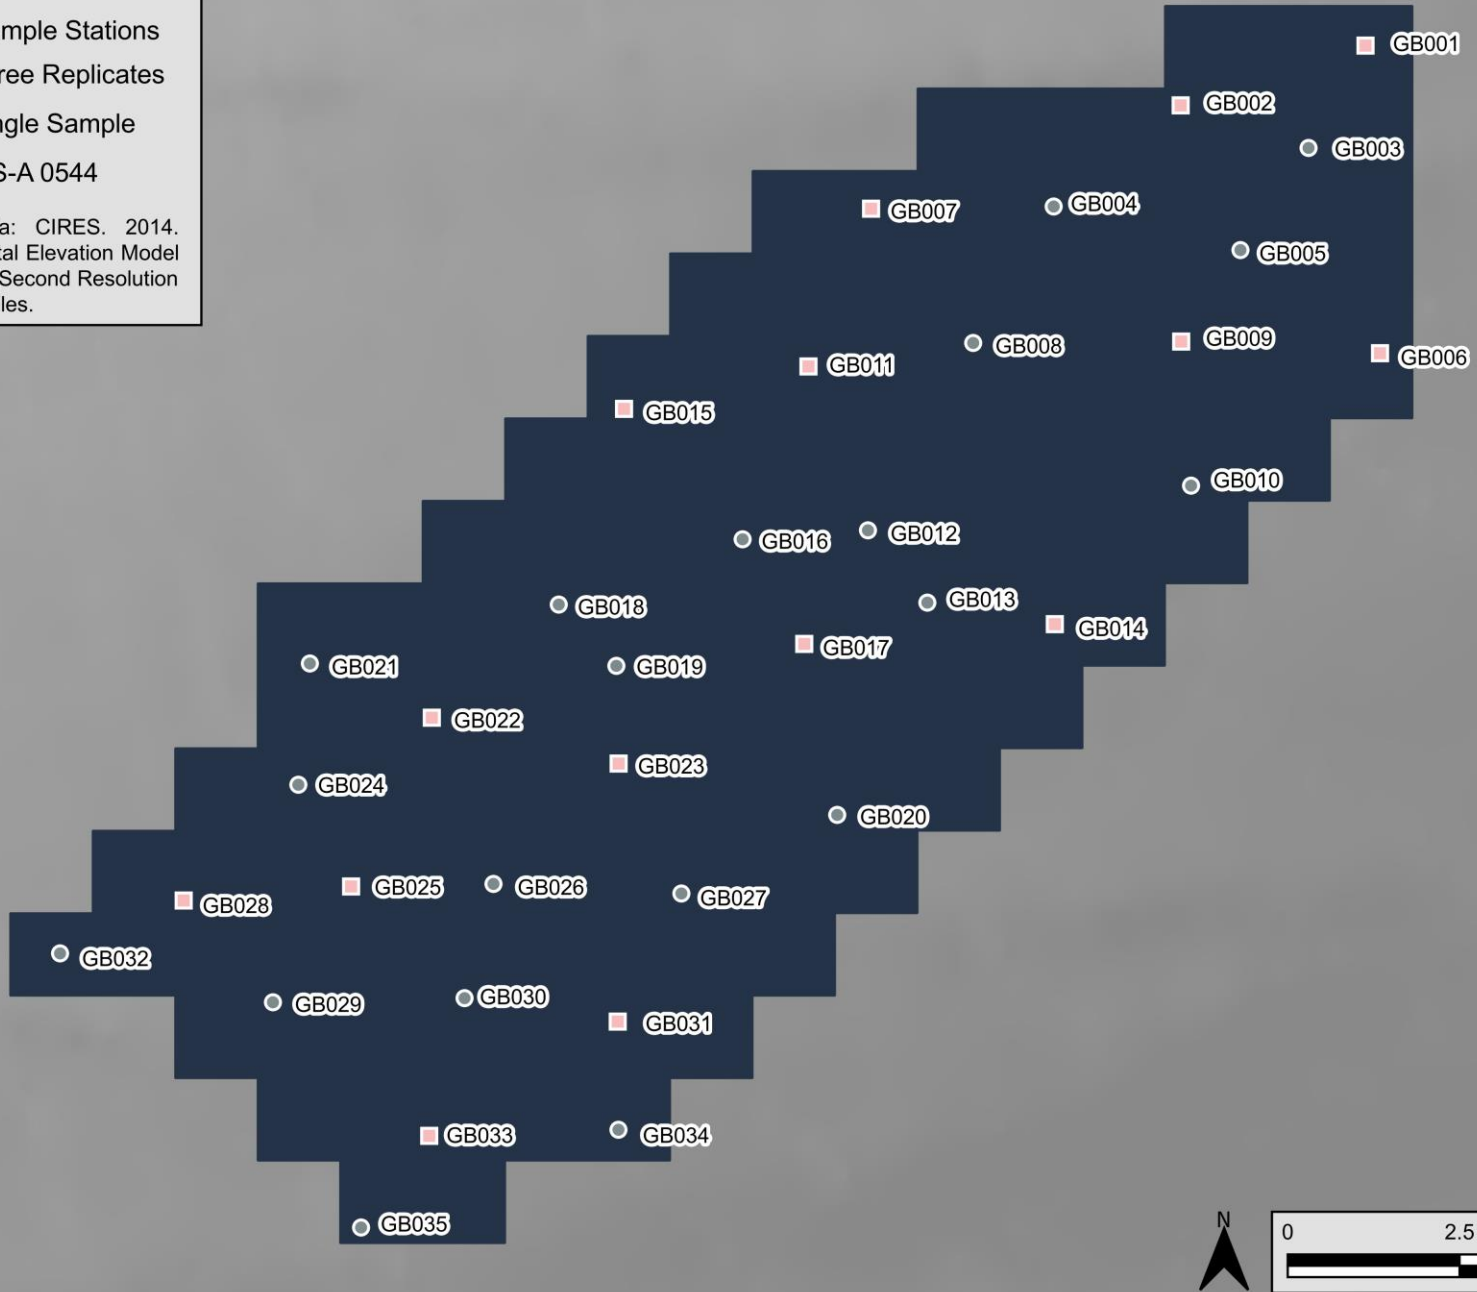 mple Stations
ree Replicates
ngle Sample
S-A 0544
a: CIRES. 2014.
tal Elevation Model
Second Resolution
les.
GB001
GB002
GB003
GB004
GB007
GB005
GB009
GB008
GB006
GB011
GB015
GB010
GB012
GB016
GB013
GB018
GB014
GB017
GB021
GB019
GB022
GB023
GB024
GB020
GB025
GB026
GB027
GB028
GB032
GB030
GB029
GB031
GB033
GB034
GB035
N
0 2.5